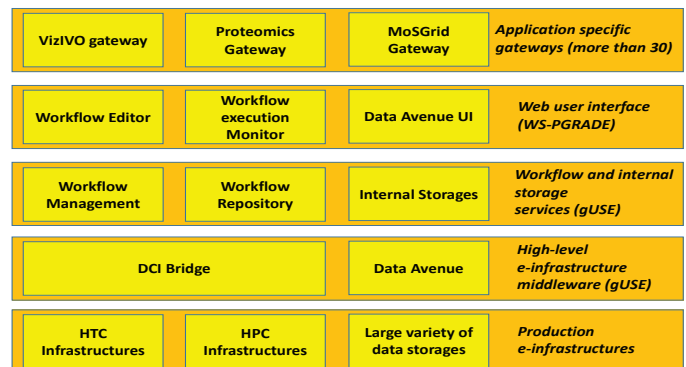 VizIVO gateway
Proteomics
Gateway
MoSGrid
Gateway
Application specific
gateways (more than 30)
Workflow Editor
Workflow
execution
Monitor
Data Avenue UI
Web user interface
(WS-PGRADE)
Workflow
Management
Workflow
Repository
Internal Storages
Workflow and internal
storage
services (gUSE)
DCI Bridge
Data Avenue
High-level
e-infrastructure
middleware (gUSE)
HTC
Infrastructures
HPC
Infrastructures
Large variety of
data storages
Production
e-infrastructures